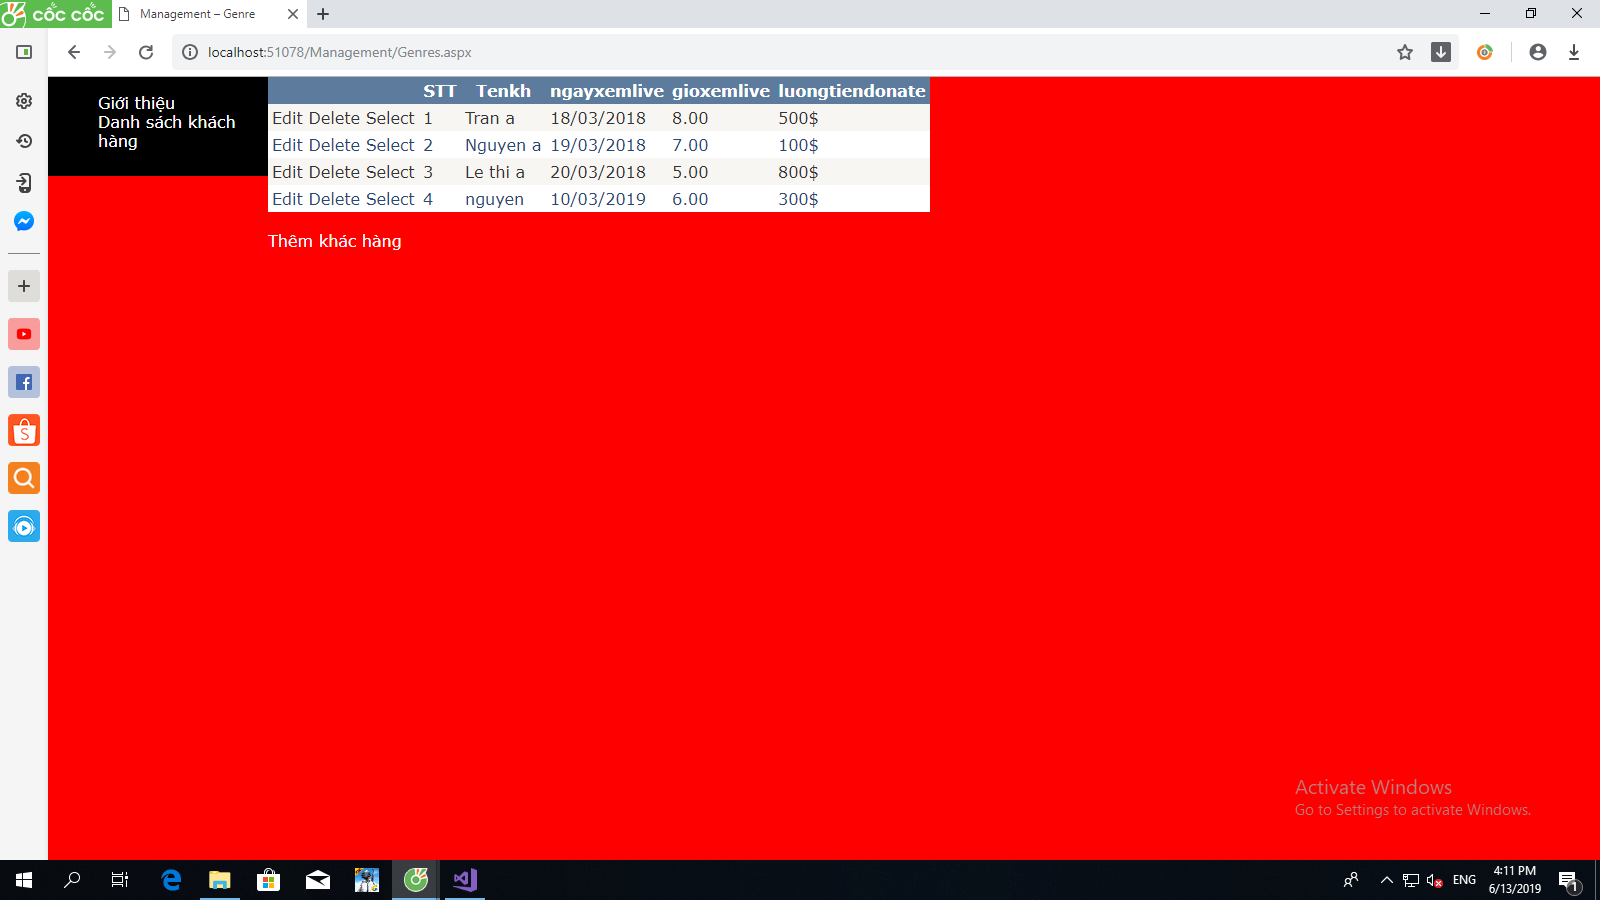 cốc cốc
Management – Genre
localhost:51078/Management/Genres.aspx
Giới thiệu
Danh sách khách
hàng
STT Tenkh ngayxemlive gioxemlive luongtiendonate
Edit Delete Select 1 Tran a 18/03/2018 8.00 500$
Edit Delete Select 2 Nguyen a 19/03/2018 7.00 100$
Edit Delete Select 3 Le thi a 20/03/2018 5.00 800$
Edit Delete Select 4 nguyen 10/03/2019 6.00 300$
Thêm khác hàng
Activate Windows
Go to Settings to activate Windows.
ENG
4:11 PM
6/13/2019
1